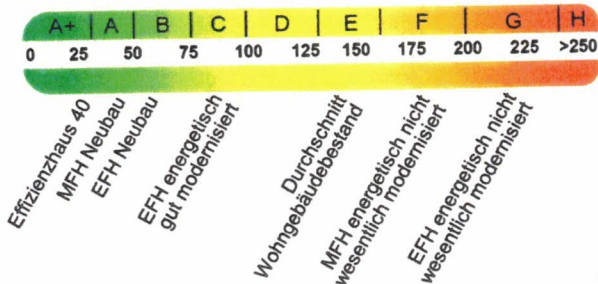 A+ A B C D E F G H
0 25 50 75 100 125 150 175 200 225 >250
Effizienzhaus 40
MFH Neubau
EFH Neubau
EFH energetisch
gut modernisiert
Durchschnitt
Wohngebäudebestand
MFH energetisch nicht
wesentlich modernisiert
EFH energetisch nicht
wesentlich modernisiert